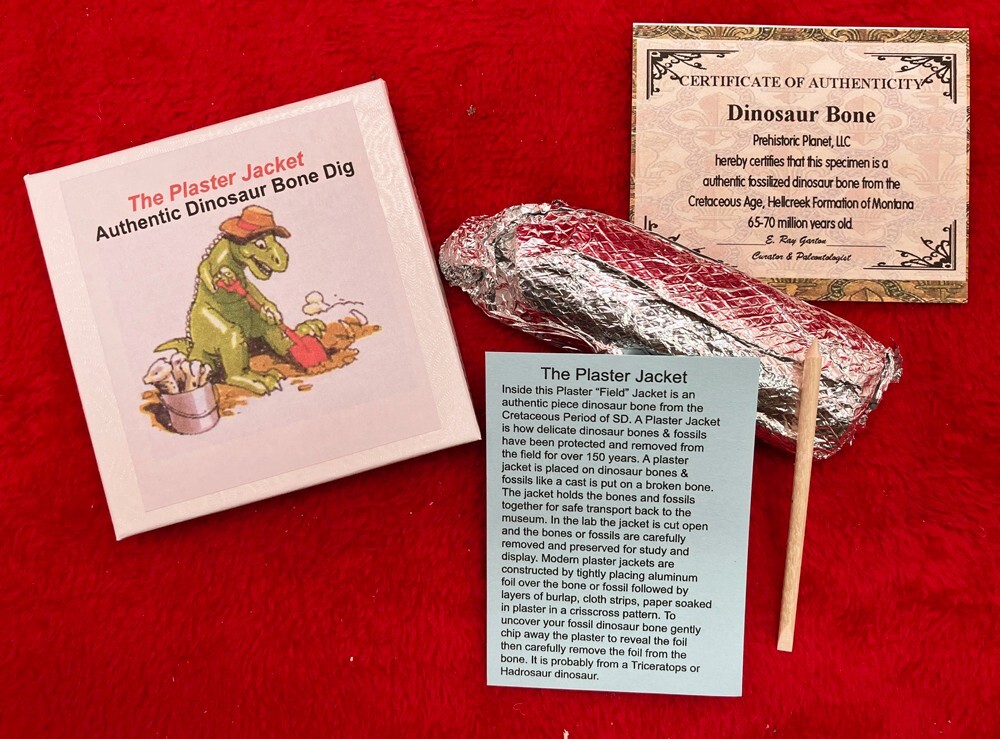 The Plaster Jacket
Authentic Dinosaur Bone Dig
CERTIFICATE OF AUTHENTICITY
Dinosaur Bone
Prehistoric Planet, LLC
hereby certifies that this specimen is a
authentic fossilized dinosaur bone from the
Cretaceous Age, Hellcreek Formation of Montana
65-70 million years old
E. Ray Garton
Curator & Paleontologist
The Plaster Jacket
Inside this Plaster “Field” Jacket is an
authentic piece dinosaur bone from the
Cretaceous Period of SD. A Plaster Jacket
is how delicate dinosaur bones & fossils
have been protected and removed from
the field for over 150 years. A plaster
jacket is placed on dinosaur bones &
fossils like a cast is put on a broken bone.
The jacket holds the bones and fossils
together for safe transport back to the
museum. In the lab the jacket is cut open
and the bones or fossils are carefully
removed and preserved for study and
display. Modern plaster jackets are
constructed by tightly placing aluminum
foil over the bone or fossil followed by
layers of burlap, cloth strips, paper soaked
in plaster in a crisscross pattern. To
uncover your fossil dinosaur bone gently
chip away the plaster to reveal the foil
then carefully remove the foil from the
bone. It is probably from a Triceratops or
Hadrosaur dinosaur.